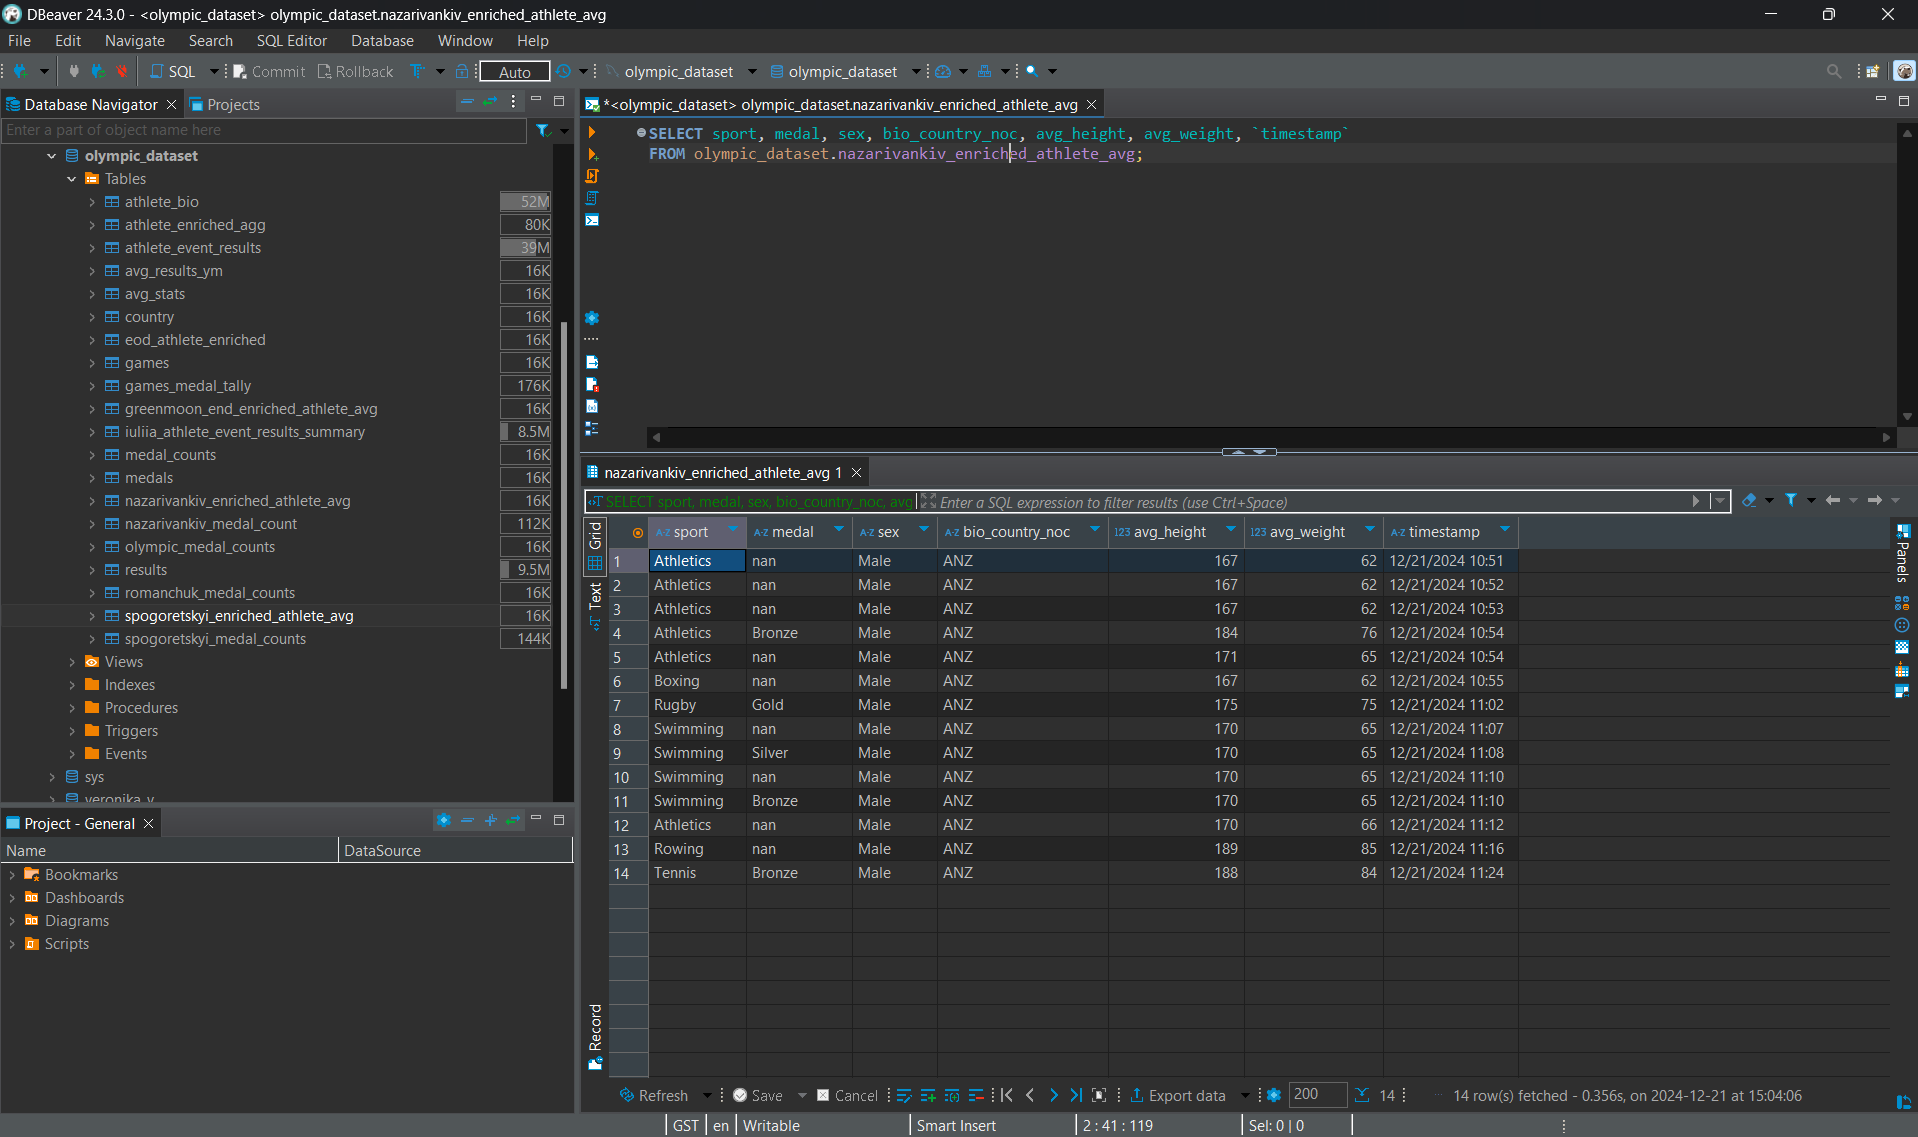 DBeaver 24.3.0 - <olympic_dataset> olympic_dataset.nazarivankiv_enriched_athlete_avg
File Edit Navigate Search SQL Editor Database Window Help
SQL Commit Rollback Auto olympic_dataset olympic_dataset
Database Navigator Projects
Enter a part of object name here
olympic_dataset
Tables
athlete_bio 52M
athlete_enriched_agg 80K
athlete_event_results 39M
avg_results_ym 16K
avg_stats 16K
country 16K
eod_athlete_enriched 16K
games 16K
games_medal_tally 176K
greenmoon_end_enriched_athlete_avg 16K
iuliia_athlete_event_results_summary 8.5M
medal_counts 16K
medals 16K
nazarivankiv_enriched_athlete_avg 16K
nazarivankiv_medal_count 112K
olympic_medal_counts 16K
results 9.5M
romanchuk_medal_counts 16K
spogoretskyi_enriched_athlete_avg 16K
spogoretskyi_medal_counts 144K
Views
Indexes
Procedures
Triggers
Events
sys
veronika_v
Project - General
Name DataSource
Bookmarks
Dashboards
Diagrams
Scripts
*<olympic_dataset> olympic_dataset.nazarivankiv_enriched_athlete_avg
SELECT sport, medal, sex, bio_country_noc, avg_height, avg_weight, `timestamp`
FROM olympic_dataset.nazarivankiv_enriched_athlete_avg;
nazarivankiv_enriched_athlete_avg 1
SELECT sport, medal, sex, bio_country_noc, avg Enter a SQL expression to filter results (use Ctrl+Space)
Grid
Text
Record
Panels
A-Z sport A-Z medal A-Z sex A-Z bio_country_noc 123 avg_height 123 avg_weight A-Z timestamp
1 Athletics nan Male ANZ 167 62 12/21/2024 10:51
2 Athletics nan Male ANZ 167 62 12/21/2024 10:52
3 Athletics nan Male ANZ 167 62 12/21/2024 10:53
4 Athletics Bronze Male ANZ 184 76 12/21/2024 10:54
5 Athletics nan Male ANZ 171 65 12/21/2024 10:54
6 Boxing nan Male ANZ 167 62 12/21/2024 10:55
7 Rugby Gold Male ANZ 175 75 12/21/2024 11:02
8 Swimming nan Male ANZ 170 65 12/21/2024 11:07
9 Swimming Silver Male ANZ 170 65 12/21/2024 11:08
10 Swimming nan Male ANZ 170 65 12/21/2024 11:10
11 Swimming Bronze Male ANZ 170 65 12/21/2024 11:10
12 Athletics nan Male ANZ 170 66 12/21/2024 11:12
13 Rowing nan Male ANZ 189 85 12/21/2024 11:16
14 Tennis Bronze Male ANZ 188 84 12/21/2024 11:24
Refresh Save Cancel Export data 200 14 14 row(s) fetched - 0.356s, on 2024-12-21 at 15:04:06
GST en Writable Smart Insert 2 : 41 : 119 Sel: 0 | 0